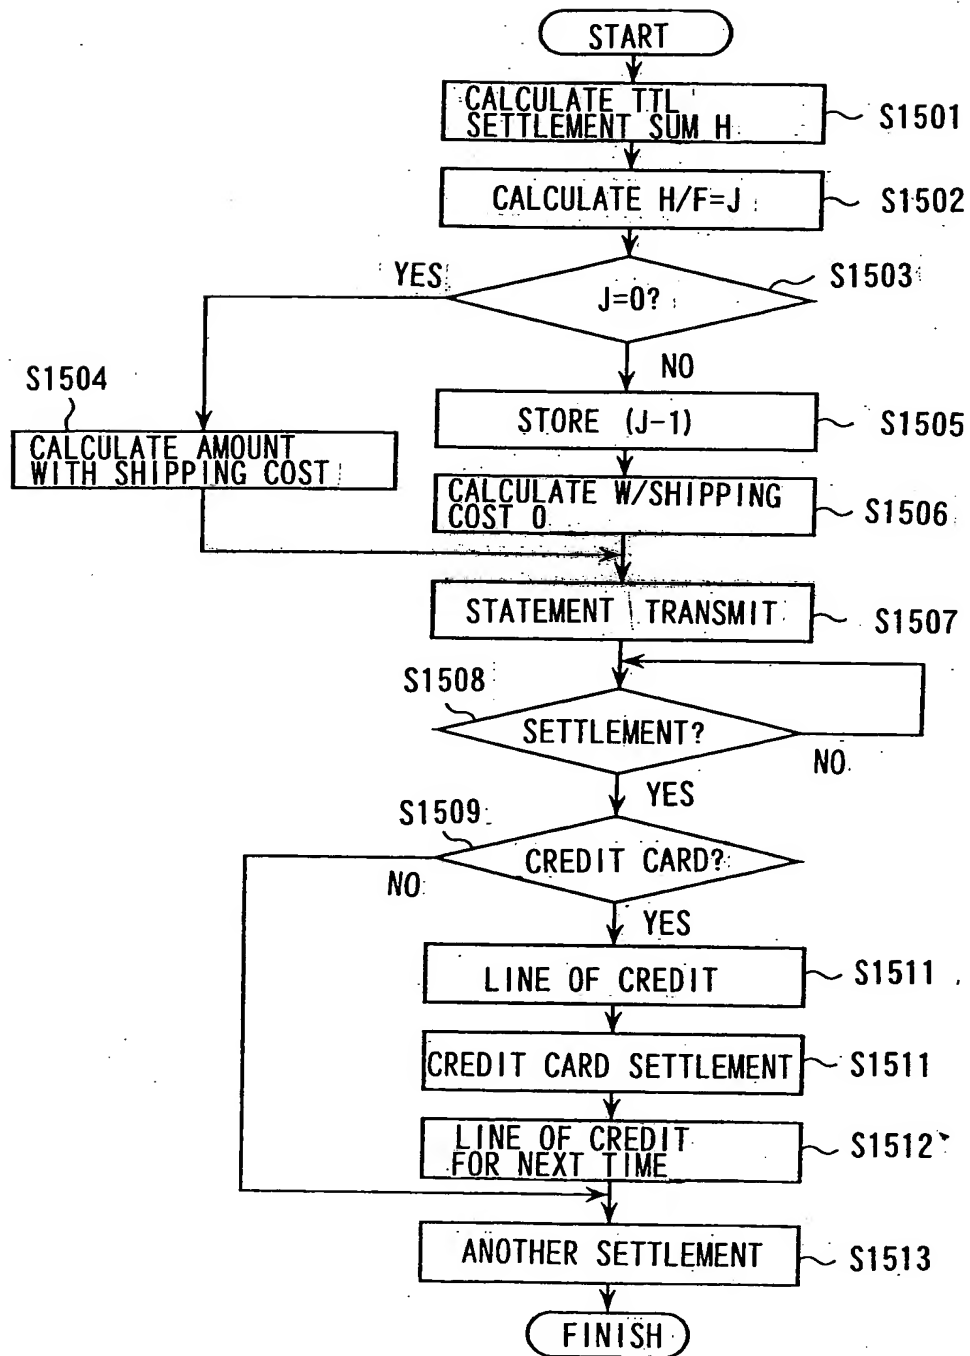 START
CALCULATE TTL
SETTLEMENT SUM H
S1501
CALCULATE H/F=J
S1502
YES
J=0?
S1503
NO
S1504
CALCULATE AMOUNT
WITH SHIPPING COST
STORE (J-1)
S1505
CALCULATE W/SHIPPING
COST 0
S1506
STATEMENT TRANSMIT
S1507
S1508
SETTLEMENT?
NO
YES
S1509
CREDIT CARD?
NO
YES
LINE OF CREDIT
S1511
CREDIT CARD SETTLEMENT
S1511
LINE OF CREDIT
FOR NEXT TIME
S1512
ANOTHER SETTLEMENT
S1513
FINISH